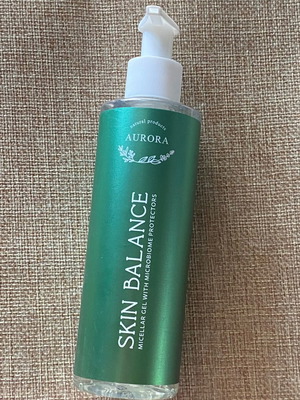 natural products
AURORA
SKIN BALANCE
MICELLAR GEL WITH MICROBIOME PROTECTORS